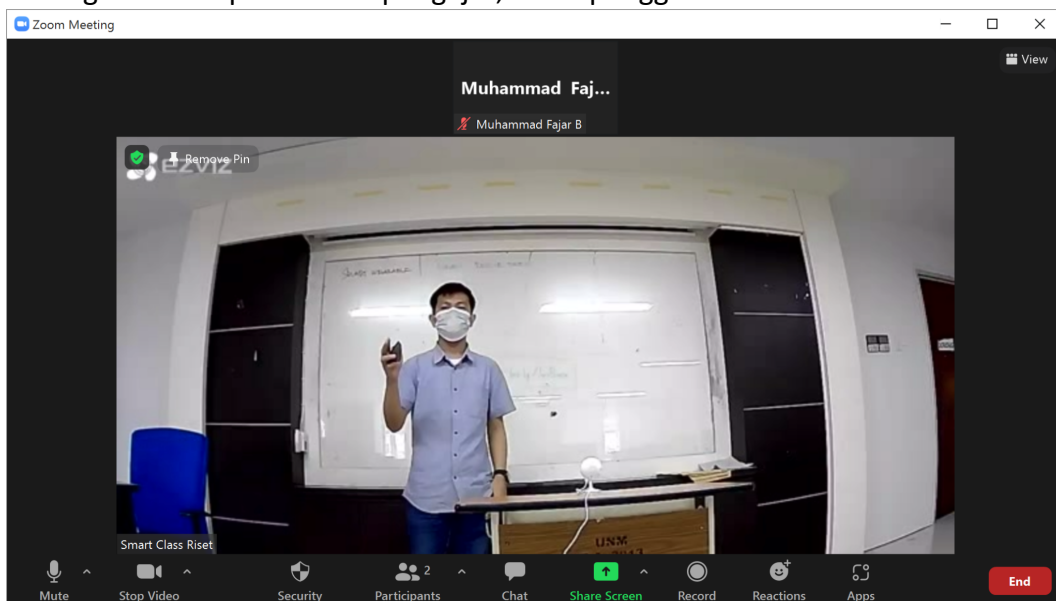 Zoom Meeting
View
Muhammad Faj...
Muhammad Fajar B
Remove Pin
ezviz
UNM
Smart Class Riset
Mute
Stop Video
Security
2
Participants
Chat
Share Screen
Record
Reactions
Apps
End